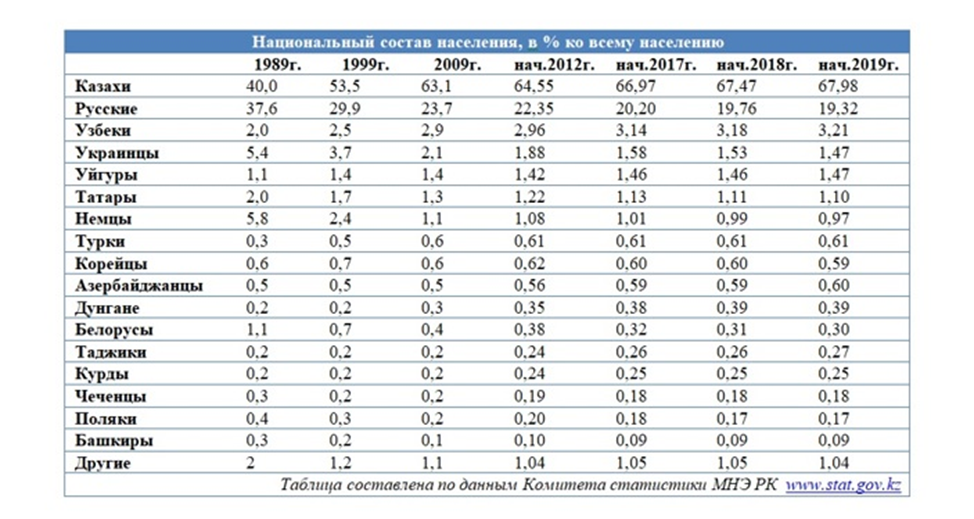 Национальный состав населения, в % ко всему населению
1989г. 1999г. 2009г. нач.2012г. нач.2017г. нач.2018г. нач.2019г.
Казахи 40,0 53,5 63,1 64,55 66,97 67,47 67,98
Русские 37,6 29,9 23,7 22,35 20,20 19,76 19,32
Узбеки 2,0 2,5 2,9 2,96 3,14 3,18 3,21
Украинцы 5,4 3,7 2,1 1,88 1,58 1,53 1,47
Уйгуры 1,1 1,4 1,4 1,42 1,46 1,46 1,47
Татары 2,0 1,7 1,3 1,22 1,13 1,11 1,10
Немцы 5,8 2,4 1,1 1,08 1,01 0,99 0,97
Турки 0,3 0,5 0,6 0,61 0,61 0,61 0,61
Корейцы 0,6 0,7 0,6 0,62 0,60 0,60 0,59
Азербайджанцы 0,5 0,5 0,5 0,56 0,59 0,59 0,60
Дунгане 0,2 0,2 0,3 0,35 0,38 0,39 0,39
Белорусы 1,1 0,7 0,4 0,38 0,32 0,31 0,30
Таджики 0,2 0,2 0,2 0,24 0,26 0,26 0,27
Курды 0,2 0,2 0,2 0,24 0,25 0,25 0,25
Чеченцы 0,3 0,2 0,2 0,19 0,18 0,18 0,18
Поляки 0,4 0,3 0,2 0,20 0,18 0,17 0,17
Башкиры 0,3 0,2 0,1 0,10 0,09 0,09 0,09
Другие 2 1,2 1,1 1,04 1,05 1,05 1,04
Таблица составлена по данным Комитета статистики МНЭ РК www.stat.gov.kz